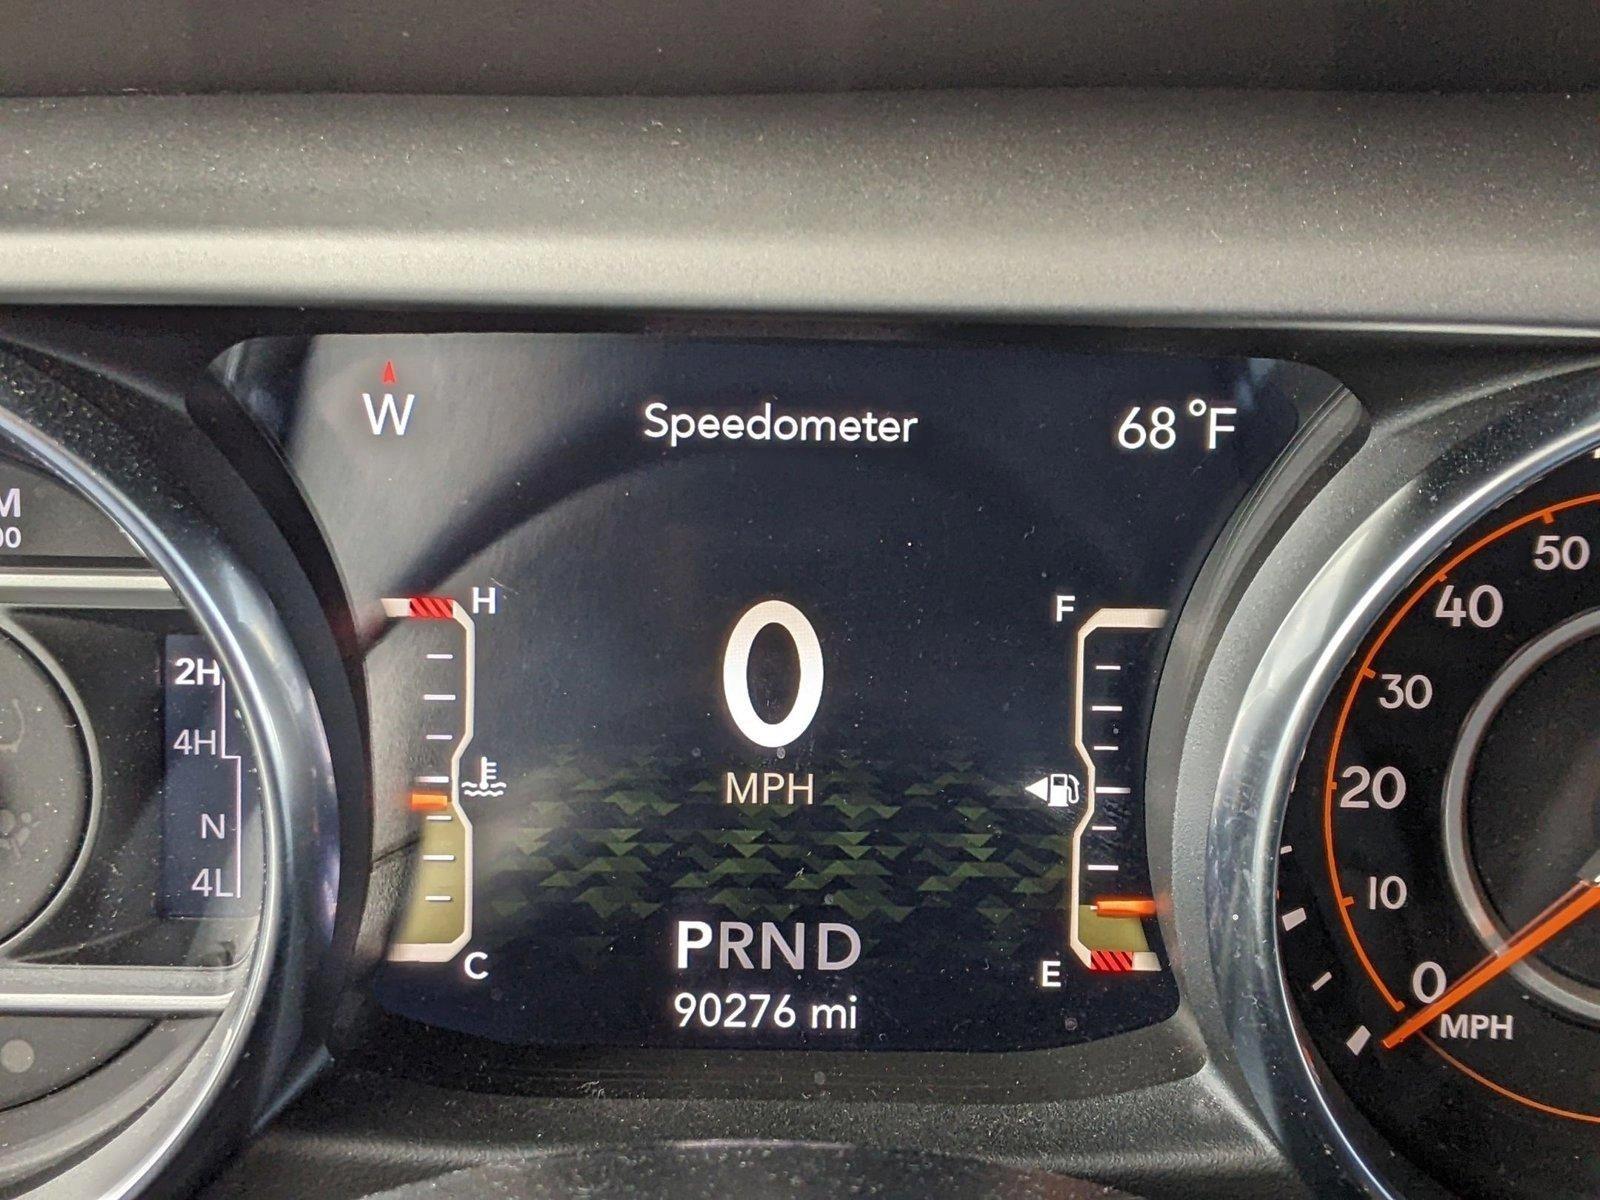 W
Speedometer
68°F
H
F
0
MPH
C
E
PRND
90276 mi
2H
4H
N
4L
50
40
30
20
10
0
MPH